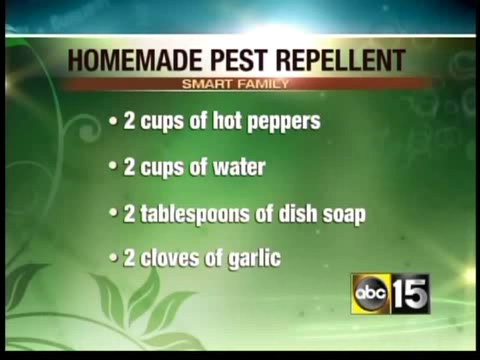 HOMEMADE PEST REPELLENT
SMART FAMILY
• 2 cups of hot peppers
• 2 cups of water
• 2 tablespoons of dish soap
• 2 cloves of garlic
abc 15